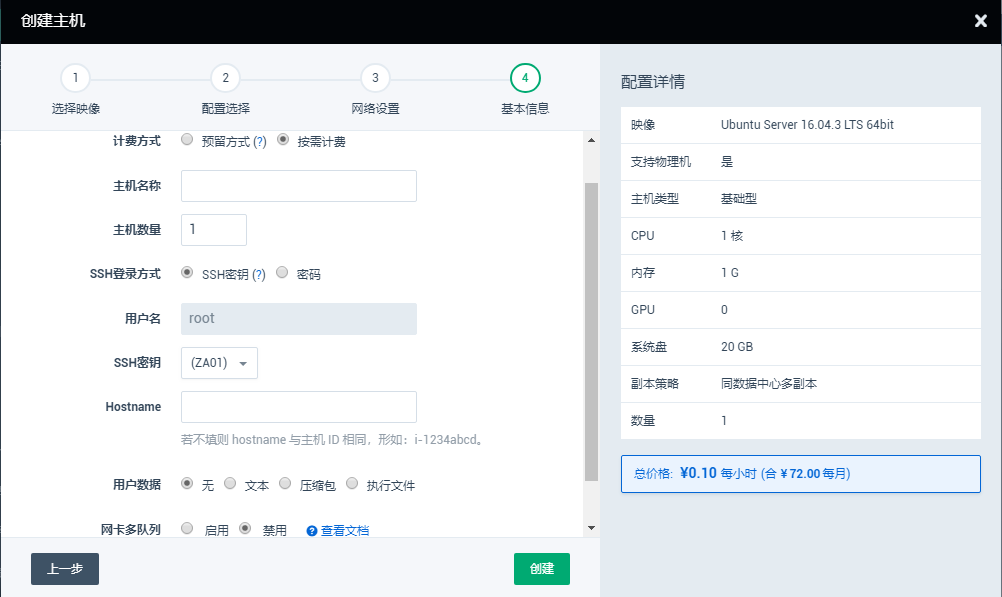 创建主机
1 2 3 4
选择映像 配置选择 网络设置 基本信息
计费方式 预留方式 (?) 按需计费
主机名称
主机数量 1
SSH登录方式 SSH密钥 (?) 密码
用户名 root
SSH密钥 (ZA01)
Hostname
若不填则 hostname 与主机 ID 相同，形如：i-1234abcd。
用户数据 无 文本 压缩包 执行文件
网卡多队列 启用 禁用 ? 查看文档
上一步 创建
配置详情
映像 Ubuntu Server 16.04.3 LTS 64bit
支持物理机 是
主机类型 基础型
CPU 1 核
内存 1 G
GPU 0
系统盘 20 GB
副本策略 同数据中心多副本
数量 1
总价格: ¥0.10 每小时 (合 ¥ 72.00 每月)